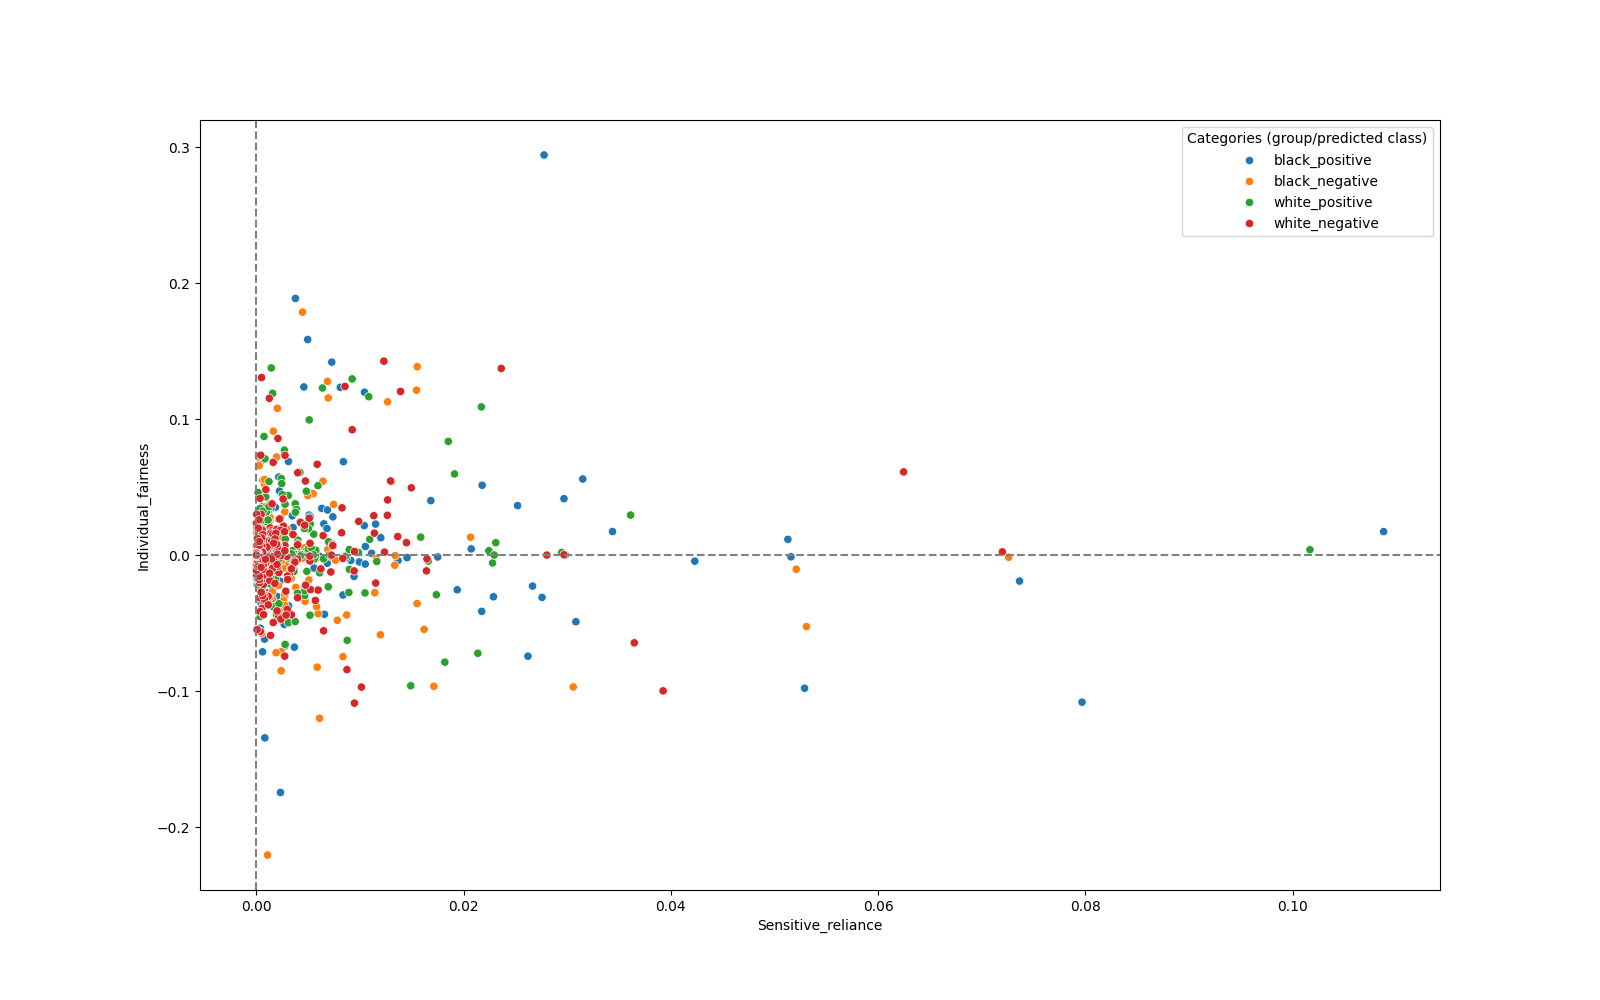 Categories (group/predicted class)
black_positive
black_negative
white_positive
white_negative
0.3
0.2
0.1
0.0
−0.1
−0.2
Individual_fairness
0.00 0.02 0.04 0.06 0.08 0.10
Sensitive_reliance